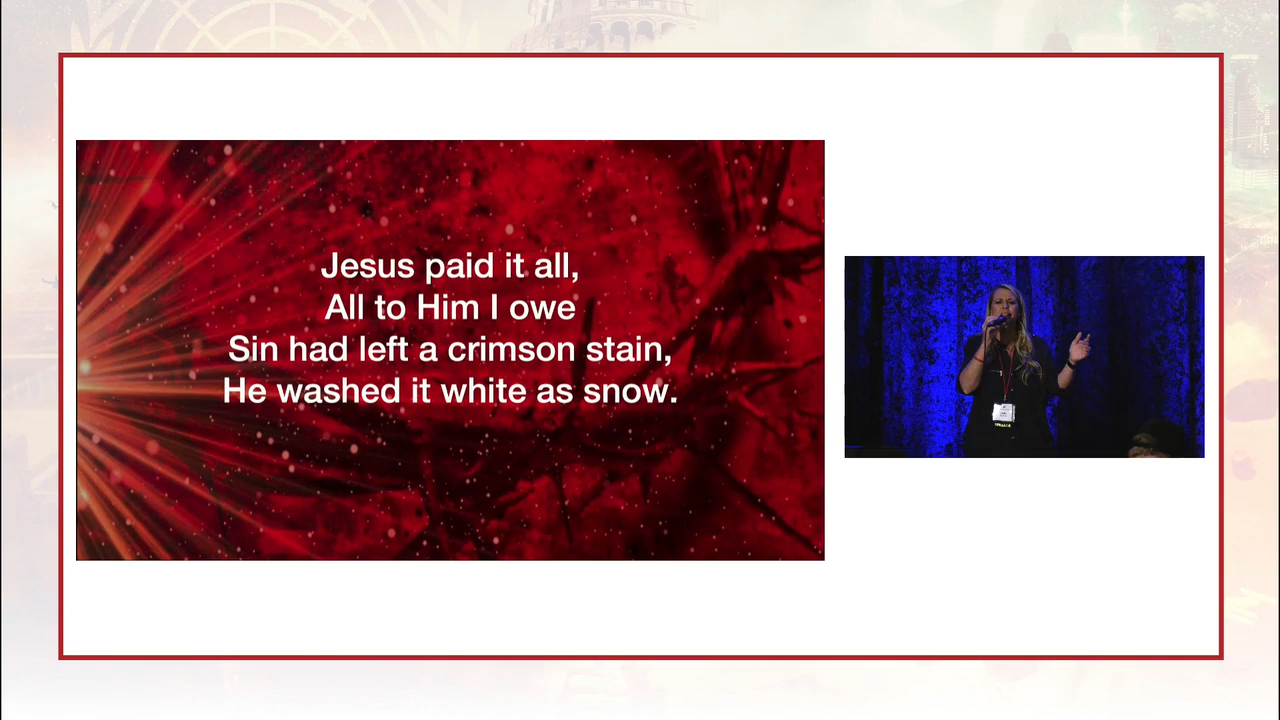 Jesus paid it all,
All to Him I owe
Sin had left a crimson stain,
He washed it white as snow.